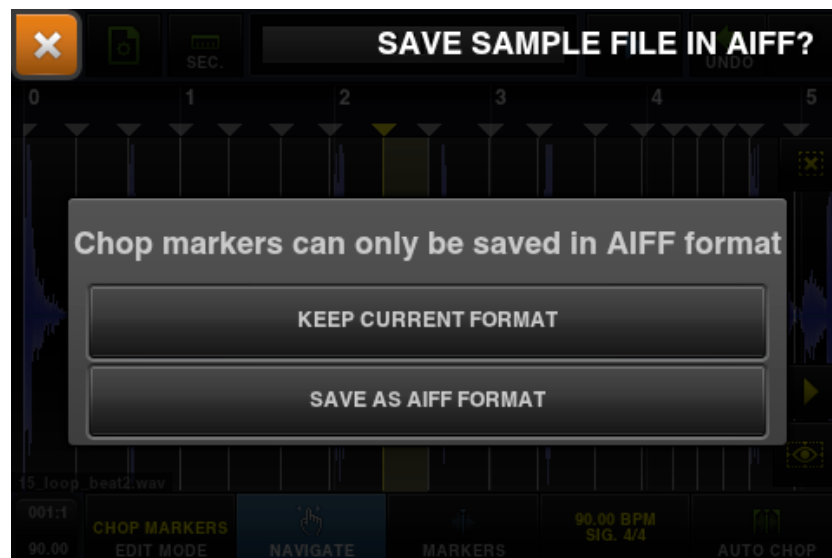 SAVE SAMPLE FILE IN AIFF?
SEC.
UNDO
0 1 2 3 4 5
Chop markers can only be saved in AIFF format
KEEP CURRENT FORMAT
SAVE AS AIFF FORMAT
15_loop_beat2.wav
001:1
90.00
CHOP MARKERS
EDIT MODE
NAVIGATE
MARKERS
90.00 BPM
SIG. 4/4
AUTO CHOP